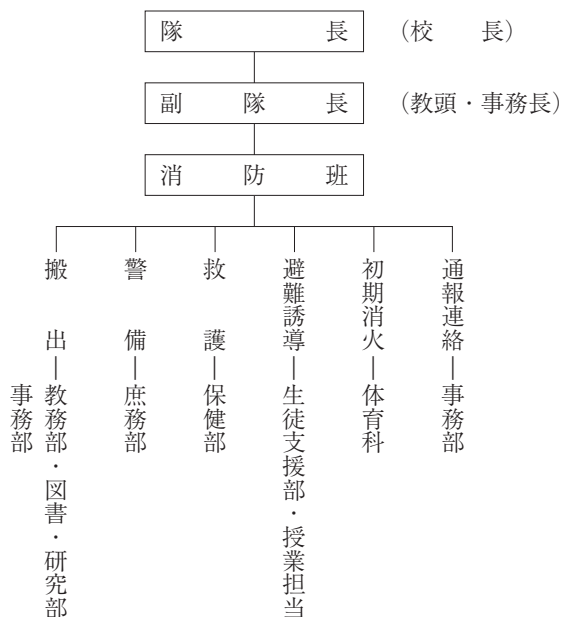 隊長 (校長)
副隊長 (教頭・事務長)
消防班
通報連絡―事務部
初期消火―体育科
避難誘導―生徒支援部・授業担当
救護―保健部
警備―庶務部
搬出―教務部・図書・研究部
事務部